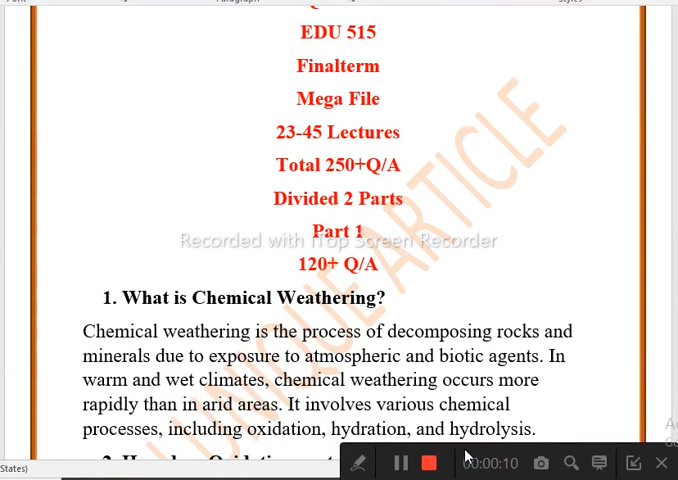 EDU 515
Finalterm
Mega File
23-45 Lectures
Total 250+Q/A
Divided 2 Parts
Part 1
Recorded with iTop Screen Recorder
120+ Q/A
UNIQUE ARTICLE
1. What is Chemical Weathering?
Chemical weathering is the process of decomposing rocks and
minerals due to exposure to atmospheric and biotic agents. In
warm and wet climates, chemical weathering occurs more
rapidly than in arid areas. It involves various chemical
processes, including oxidation, hydration, and hydrolysis.
States)
00:00:10